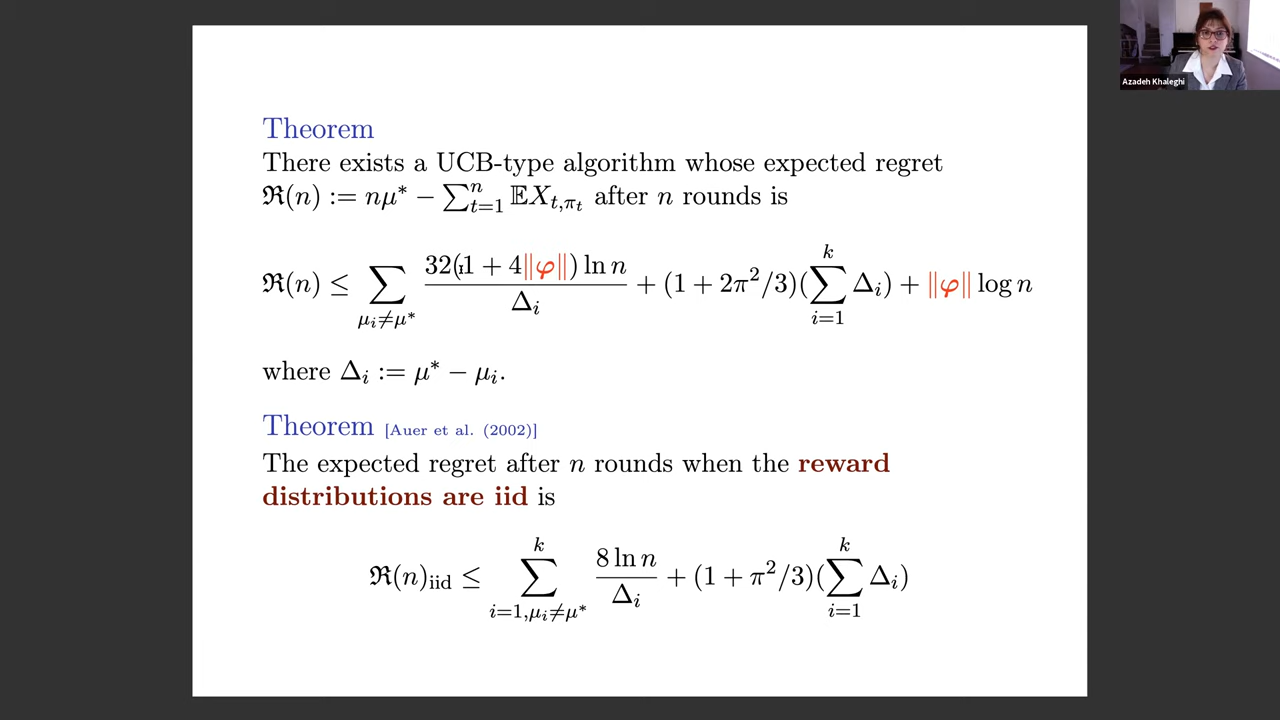 Azadeh Khaleghi
Theorem
There exists a UCB-type algorithm whose expected regret
ℜ(n) := nμ* − ∑ⁿₜ₌₁ 𝔼X_{t,π_t} after n rounds is
ℜ(n) ≤ ∑_{μ_i≠μ*} 32(1 + 4‖φ‖) ln n / Δ_i + (1 + 2π²/3)(∑_{i=1}^{k} Δ_i) + ‖φ‖ log n
where Δ_i := μ* − μ_i.
Theorem [Auer et al. (2002)]
The expected regret after n rounds when the reward
distributions are iid is
ℜ(n)_{iid} ≤ ∑_{i=1,μ_i≠μ*}^{k} 8 ln n / Δ_i + (1 + π²/3)(∑_{i=1}^{k} Δ_i)